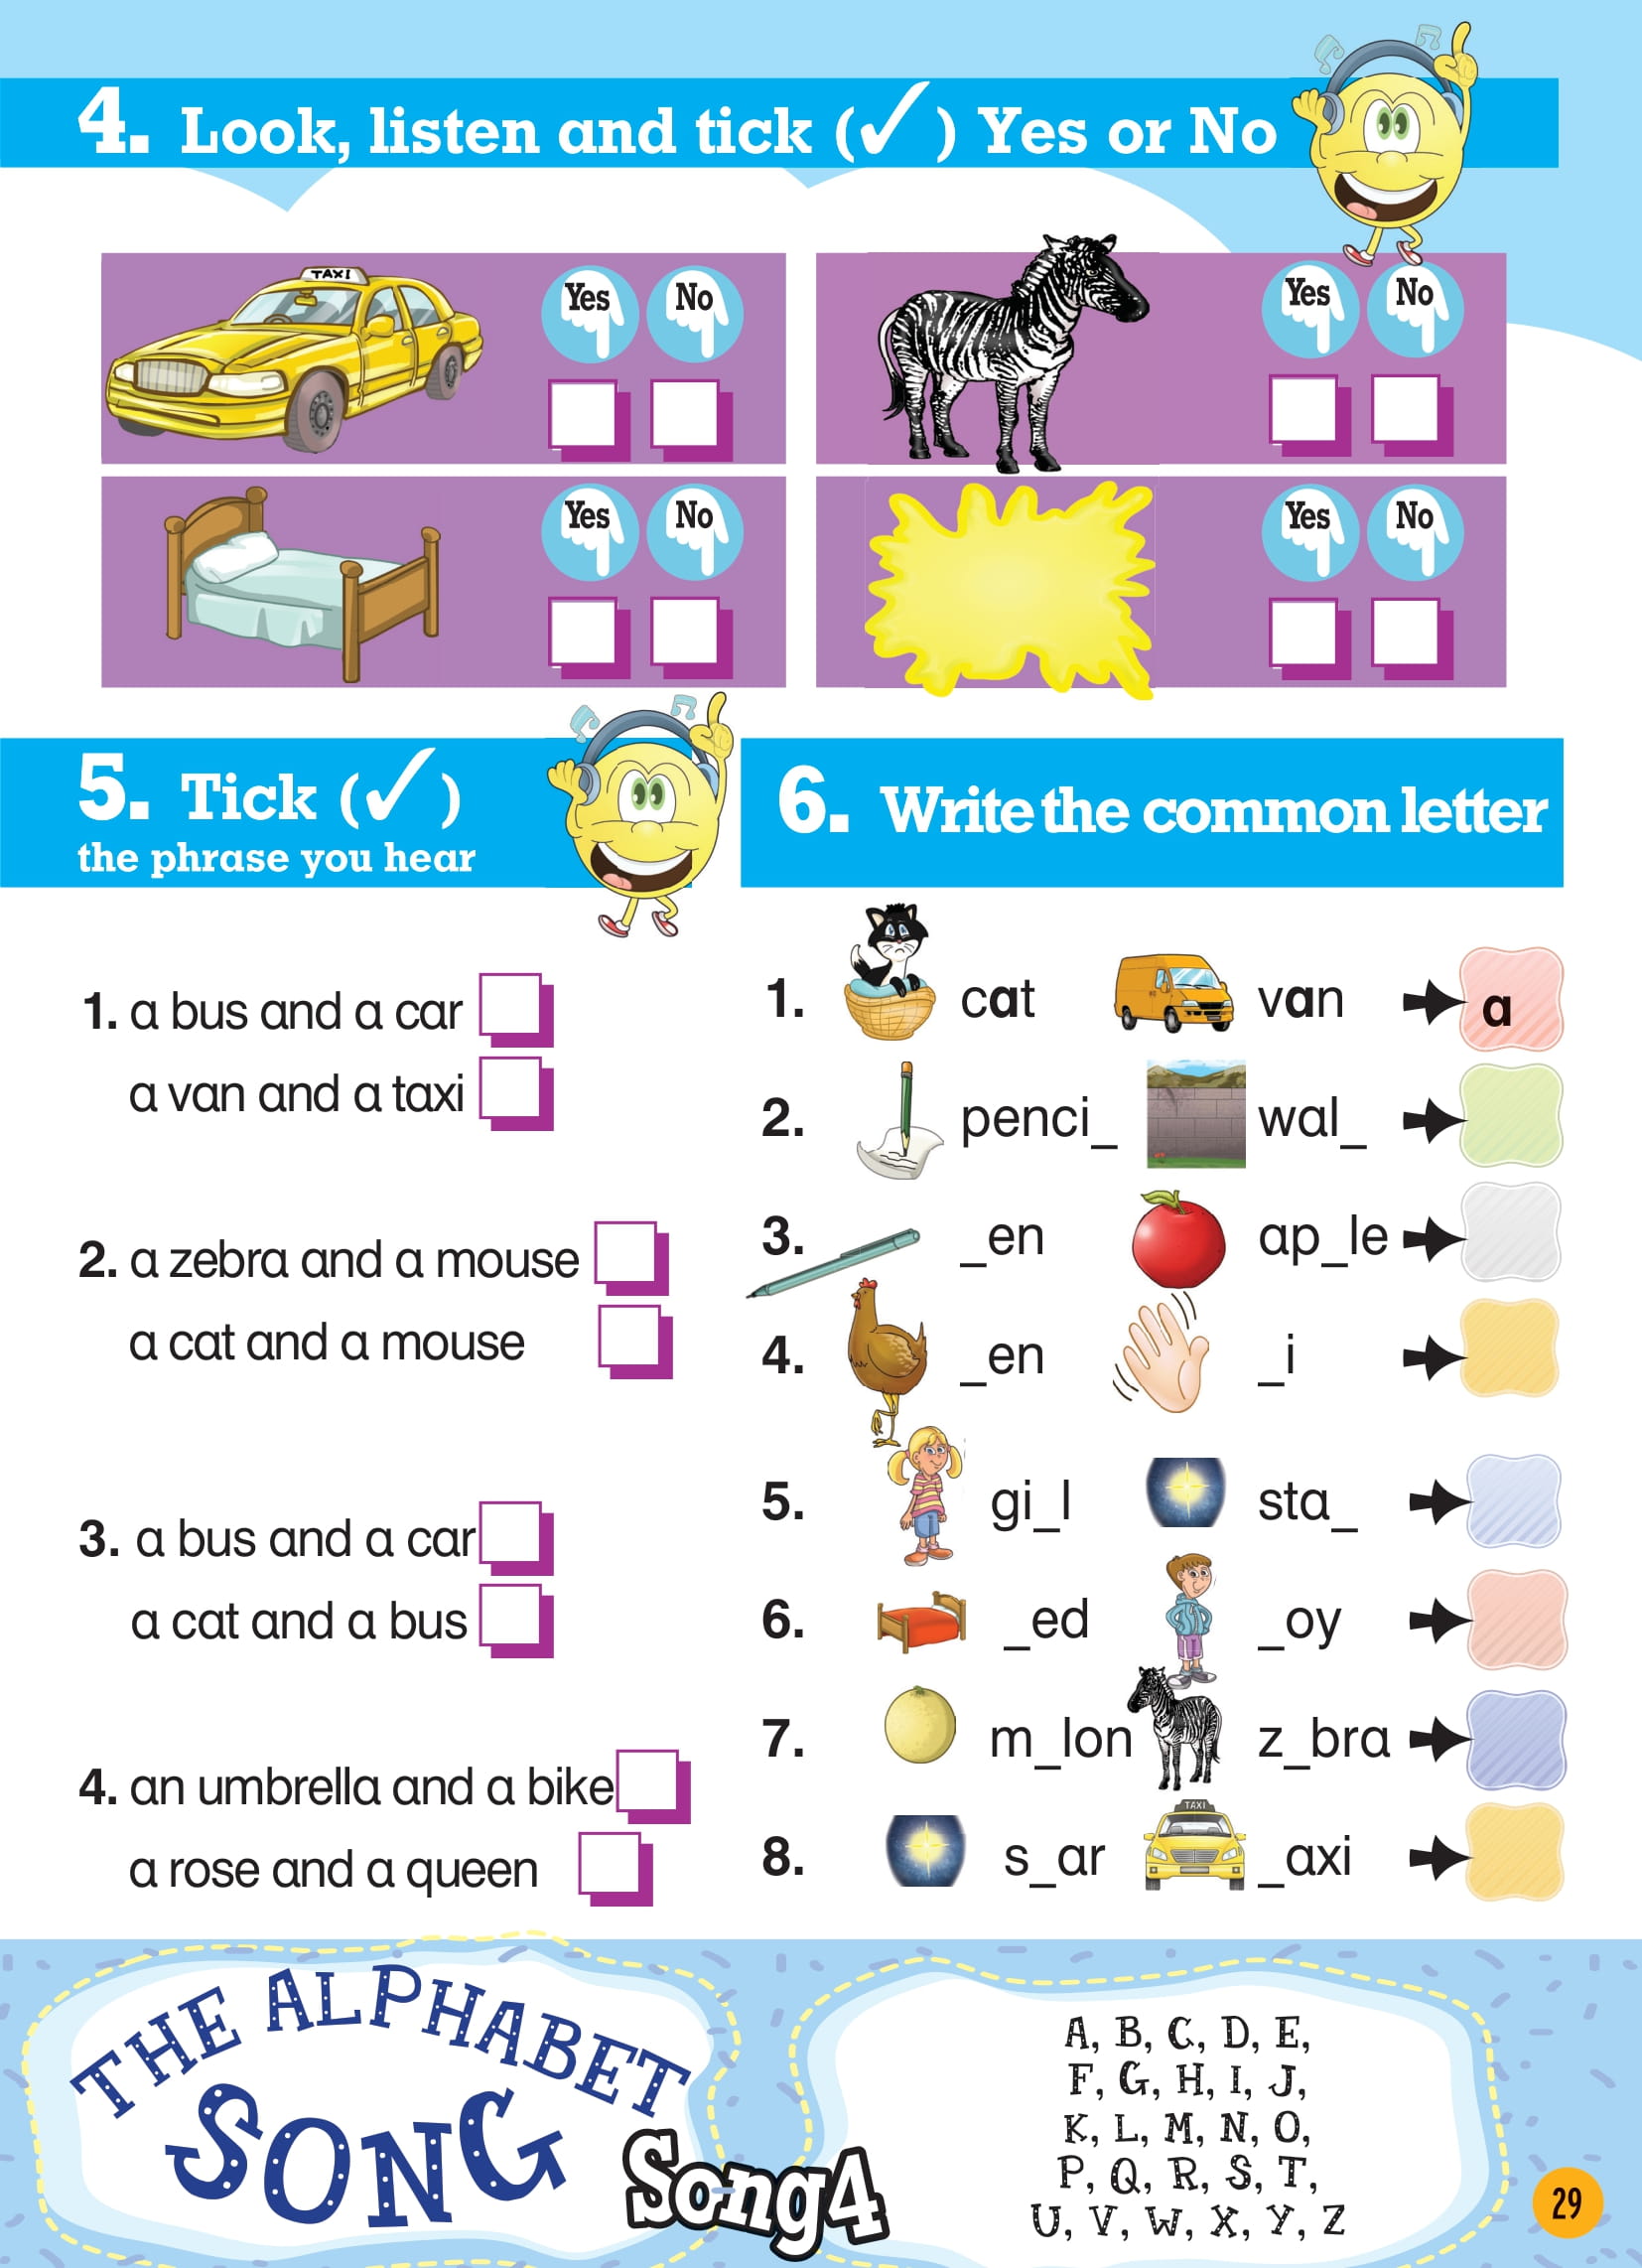 4. Look, listen and tick (✓) Yes or No
TAXI
Yes No
Yes No
Yes No
Yes No
5. Tick (✓)
the phrase you hear
1. a bus and a car
a van and a taxi
2. a zebra and a mouse
a cat and a mouse
3. a bus and a car
a cat and a bus
4. an umbrella and a bike
a rose and a queen
6. Write the common letter
1. cat van a
2. penci_ wal_
3. _en ap_le
4. _en _i
5. gi_l sta_
6. _ed _oy
7. m_lon z_bra
TAXI
8. s_ar _axi
THE ALPHABET
SONG
Song 4
A, B, C, D, E,
F, G, H, I, J,
K, L, M, N, O,
P, Q, R, S, T,
U, V, W, X, Y, Z
29